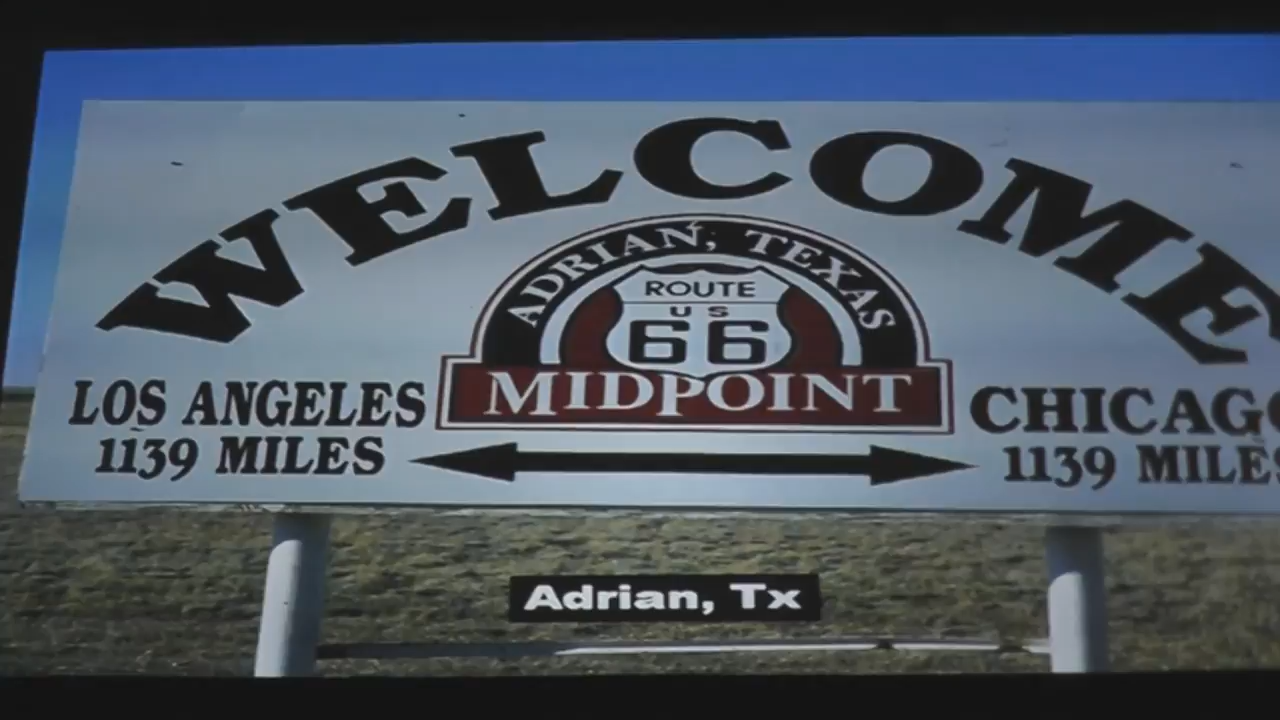 WELCOME
ADRIAN, TEXAS
ROUTE
US
66
MIDPOINT
LOS ANGELES
1139 MILES
CHICAGO
1139 MILES
Adrian, Tx